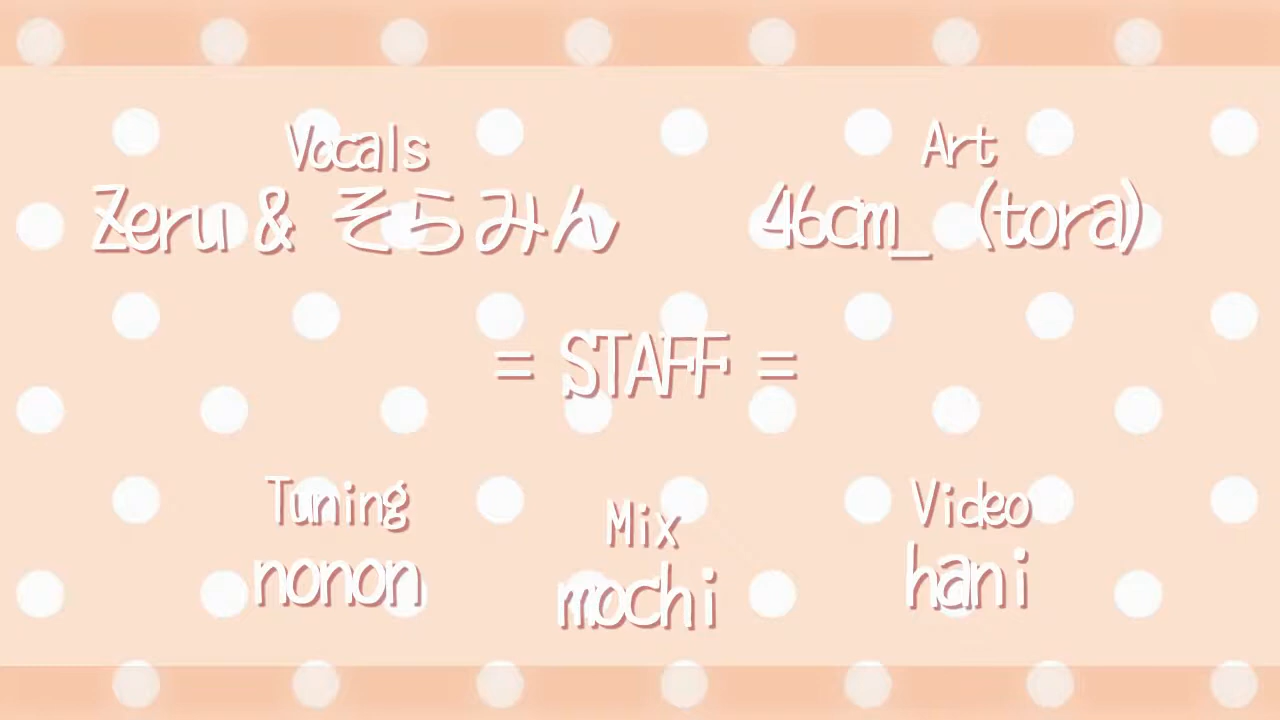 Vocals
Zeru & そらみん
Art
46cm_ (tora)
= STAFF =
Tuning
nonon
Mix
mochi
Video
hani